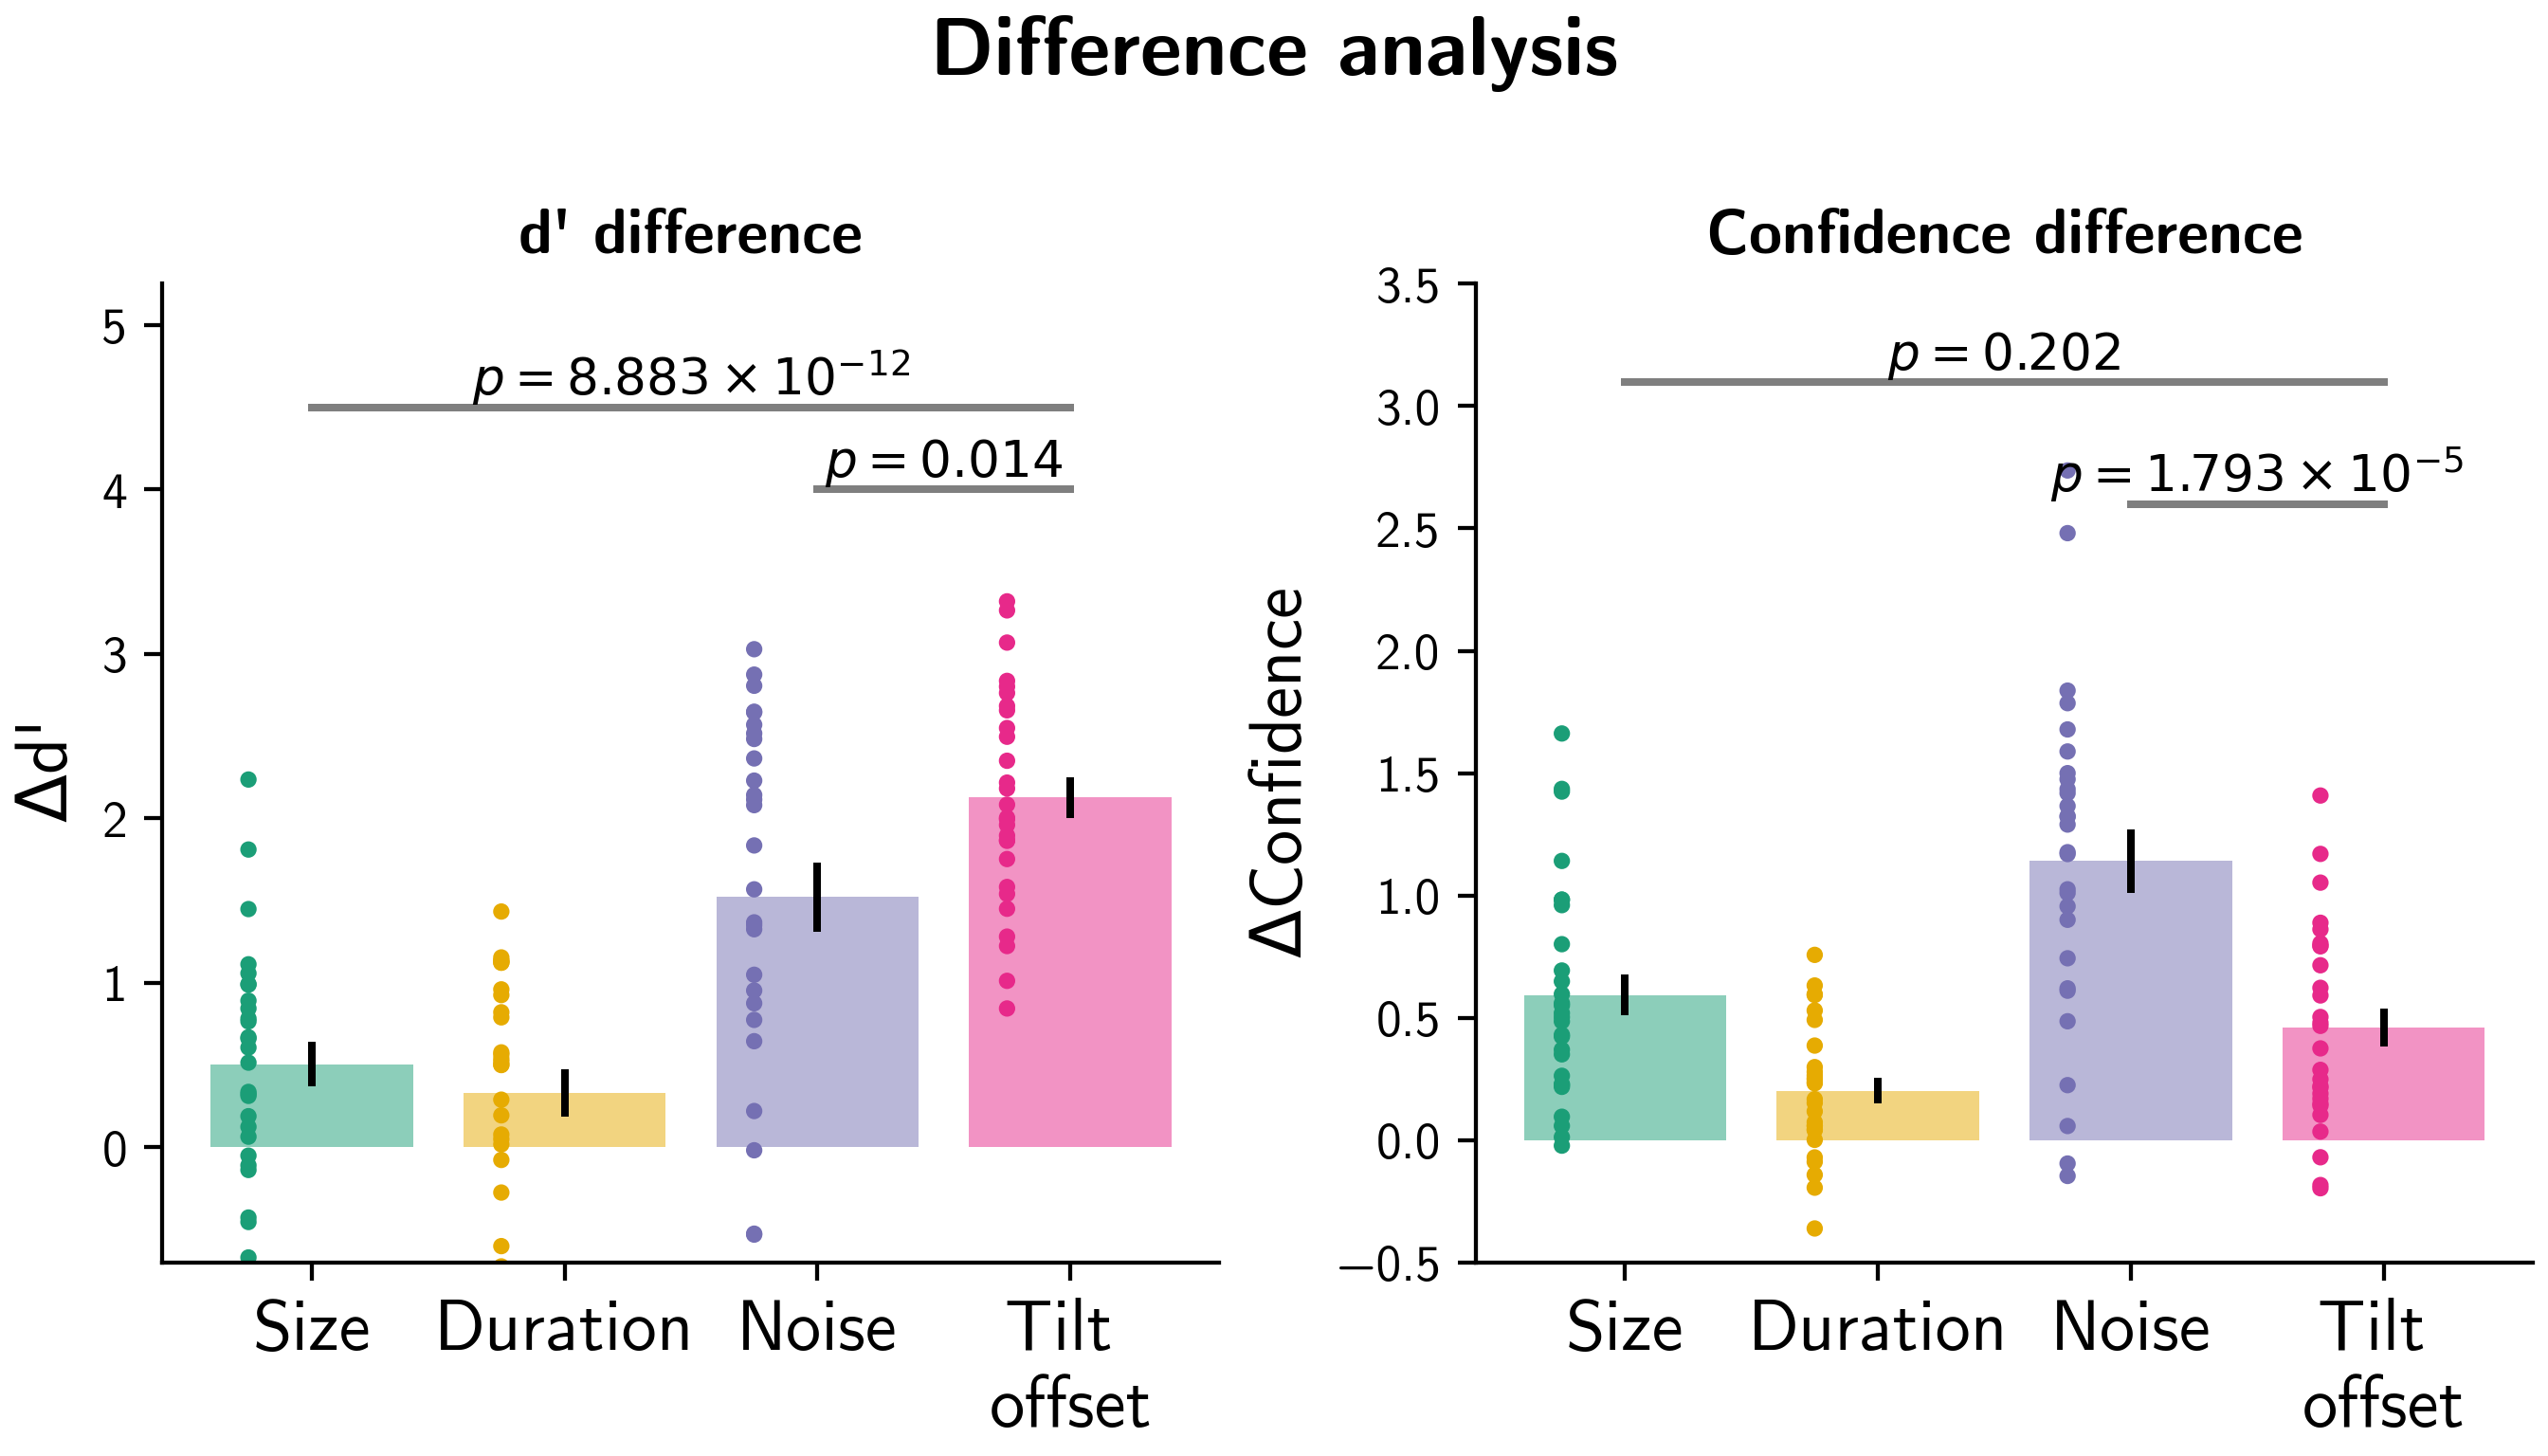 Difference analysis
d' difference
Δd'
5
4
3
2
1
0
p = 8.883 × 10⁻¹²
p = 0.014
Size
Duration
Noise
Tilt
offset
Confidence difference
ΔConfidence
3.5
3.0
2.5
2.0
1.5
1.0
0.5
0.0
−0.5
p = 0.202
p = 1.793 × 10⁻⁵
Size
Duration
Noise
Tilt
offset